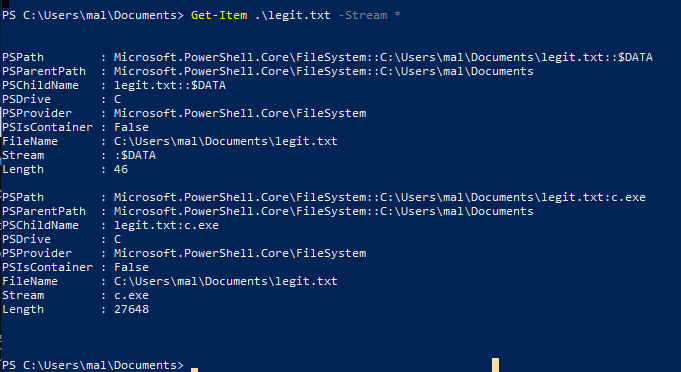 PS C:\Users\mal\Documents> Get-Item .\legit.txt -Stream *
PSPath        : Microsoft.PowerShell.Core\FileSystem::C:\Users\mal\Documents\legit.txt::$DATA
PSParentPath  : Microsoft.PowerShell.Core\FileSystem::C:\Users\mal\Documents
PSChildName   : legit.txt::$DATA
PSDrive       : C
PSProvider    : Microsoft.PowerShell.Core\FileSystem
PSIsContainer : False
FileName      : C:\Users\mal\Documents\legit.txt
Stream        : :$DATA
Length        : 46
PSPath        : Microsoft.PowerShell.Core\FileSystem::C:\Users\mal\Documents\legit.txt:c.exe
PSParentPath  : Microsoft.PowerShell.Core\FileSystem::C:\Users\mal\Documents
PSChildName   : legit.txt:c.exe
PSDrive       : C
PSProvider    : Microsoft.PowerShell.Core\FileSystem
PSIsContainer : False
FileName      : C:\Users\mal\Documents\legit.txt
Stream        : c.exe
Length        : 27648
PS C:\Users\mal\Documents>